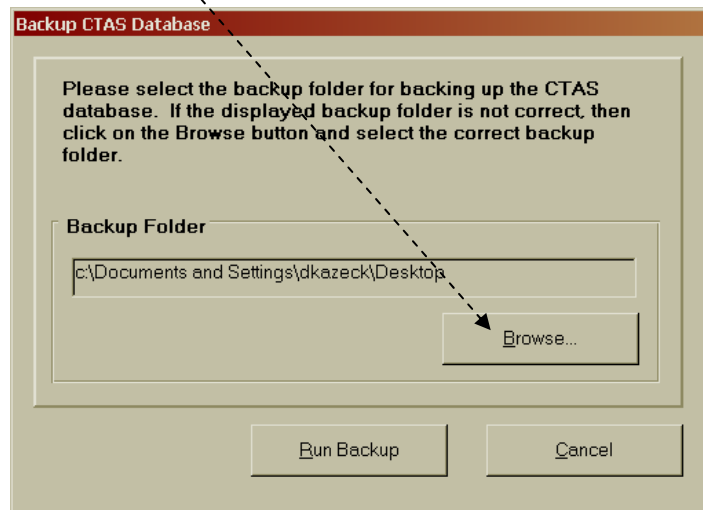 Backup CTAS Database
Please select the backup folder for backing up the CTAS
database.  If the displayed backup folder is not correct, then
click on the Browse button and select the correct backup
folder.
Backup Folder
c:\Documents and Settings\dkazeck\Desktop
Browse...
Run Backup
Cancel